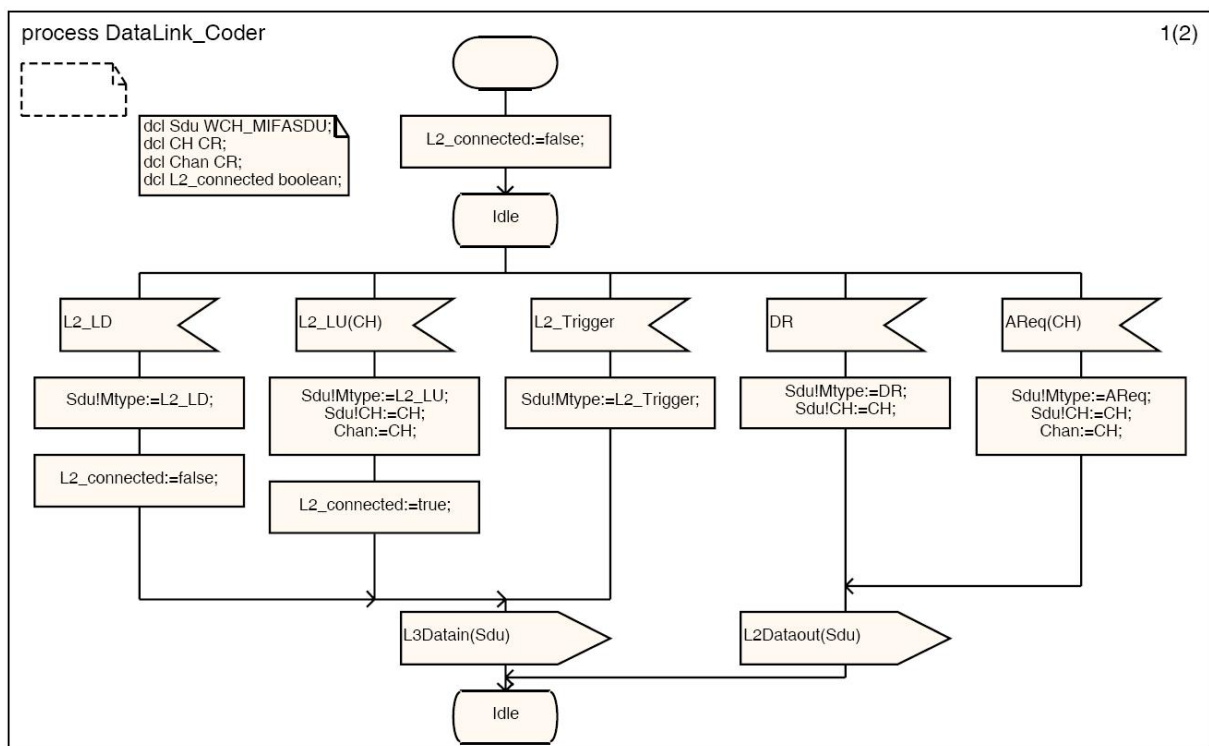 process DataLink_Coder
1(2)
dcl Sdu WCH_MIFASDU;
dcl CH CR;
dcl Chan CR;
dcl L2_connected boolean;
L2_connected:=false;
Idle
L2_LD
L2_LU(CH)
L2_Trigger
DR
AReq(CH)
Sdu!Mtype:=L2_LD;
Sdu!Mtype:=L2_LU;
Sdu!CH:=CH;
Chan:=CH;
Sdu!Mtype:=L2_Trigger;
Sdu!Mtype:=DR;
Sdu!CH:=CH;
Sdu!Mtype:=AReq;
Sdu!CH:=CH;
Chan:=CH;
L2_connected:=false;
L2_connected:=true;
L3Datain(Sdu)
L2Dataout(Sdu)
Idle